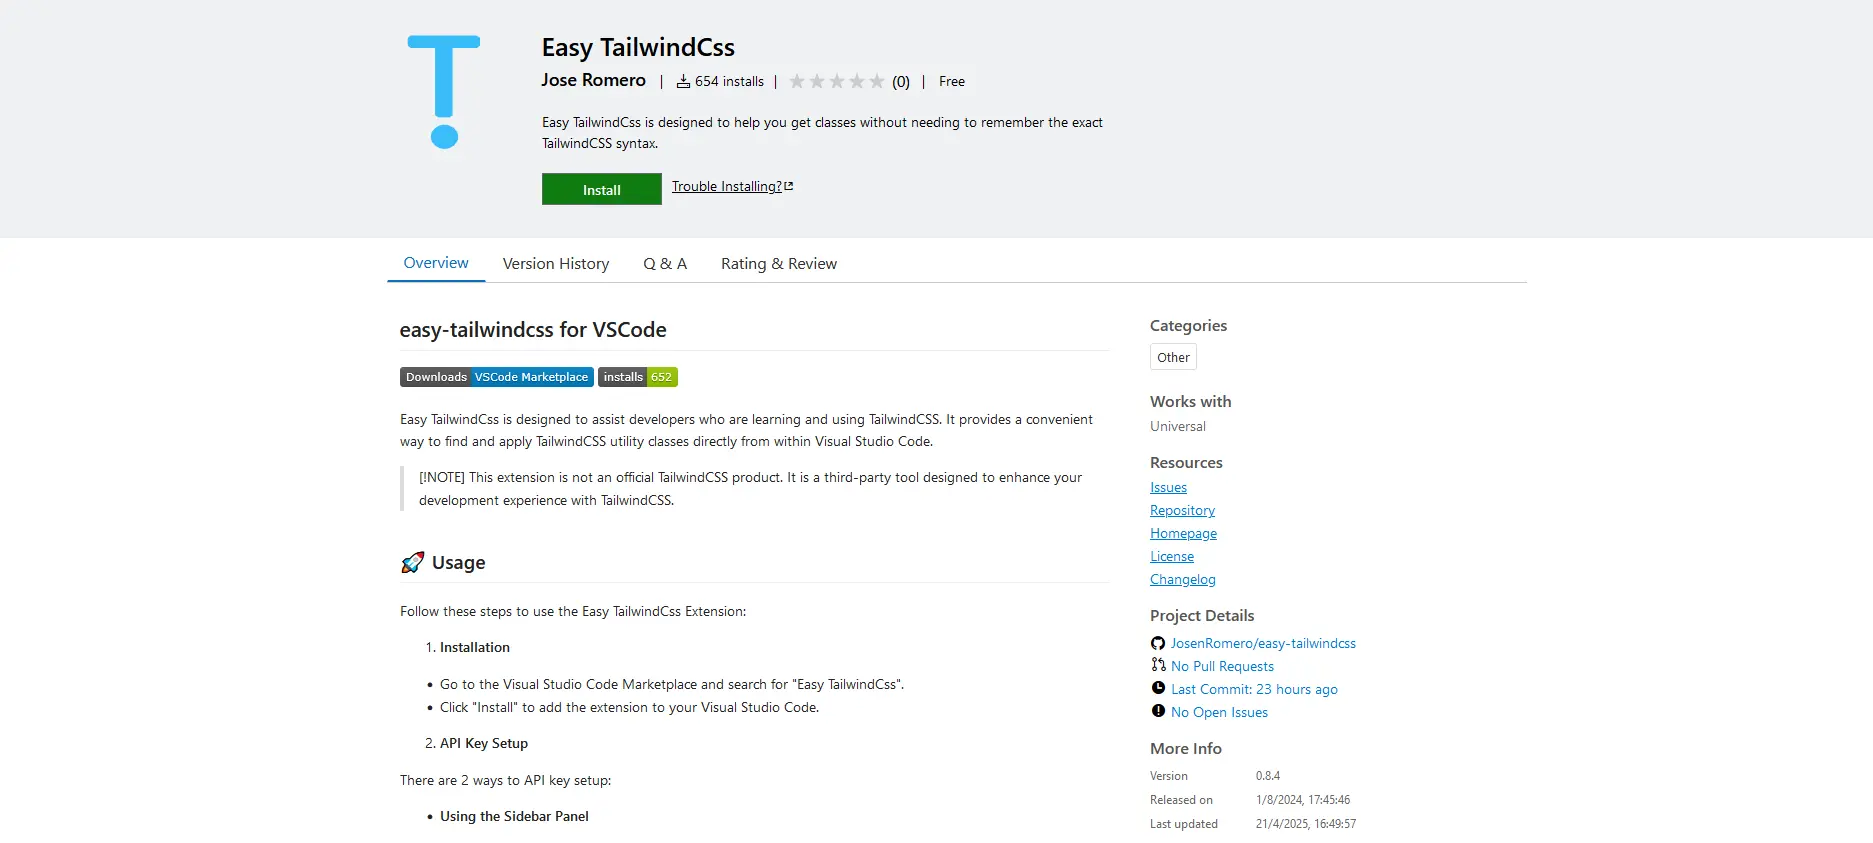 Easy TailwindCss
Jose Romero | 654 installs | (0) | Free
Easy TailwindCss is designed to help you get classes without needing to remember the exact
TailwindCSS syntax.
Install
Trouble Installing?
Overview
Version History
Q & A
Rating & Review
easy-tailwindcss for VSCode
Downloads VSCode Marketplace installs 652
Easy TailwindCss is designed to assist developers who are learning and using TailwindCSS. It provides a convenient
way to find and apply TailwindCSS utility classes directly from within Visual Studio Code.
[!NOTE] This extension is not an official TailwindCSS product. It is a third-party tool designed to enhance your
development experience with TailwindCSS.
🚀 Usage
Follow these steps to use the Easy TailwindCss Extension:
1. Installation
• Go to the Visual Studio Code Marketplace and search for "Easy TailwindCss".
• Click "Install" to add the extension to your Visual Studio Code.
2. API Key Setup
There are 2 ways to API key setup:
• Using the Sidebar Panel
Categories
Other
Works with
Universal
Resources
Issues
Repository
Homepage
License
Changelog
Project Details
JosenRomero/easy-tailwindcss
No Pull Requests
Last Commit: 23 hours ago
No Open Issues
More Info
Version 0.8.4
Released on 1/8/2024, 17:45:46
Last updated 21/4/2025, 16:49:57